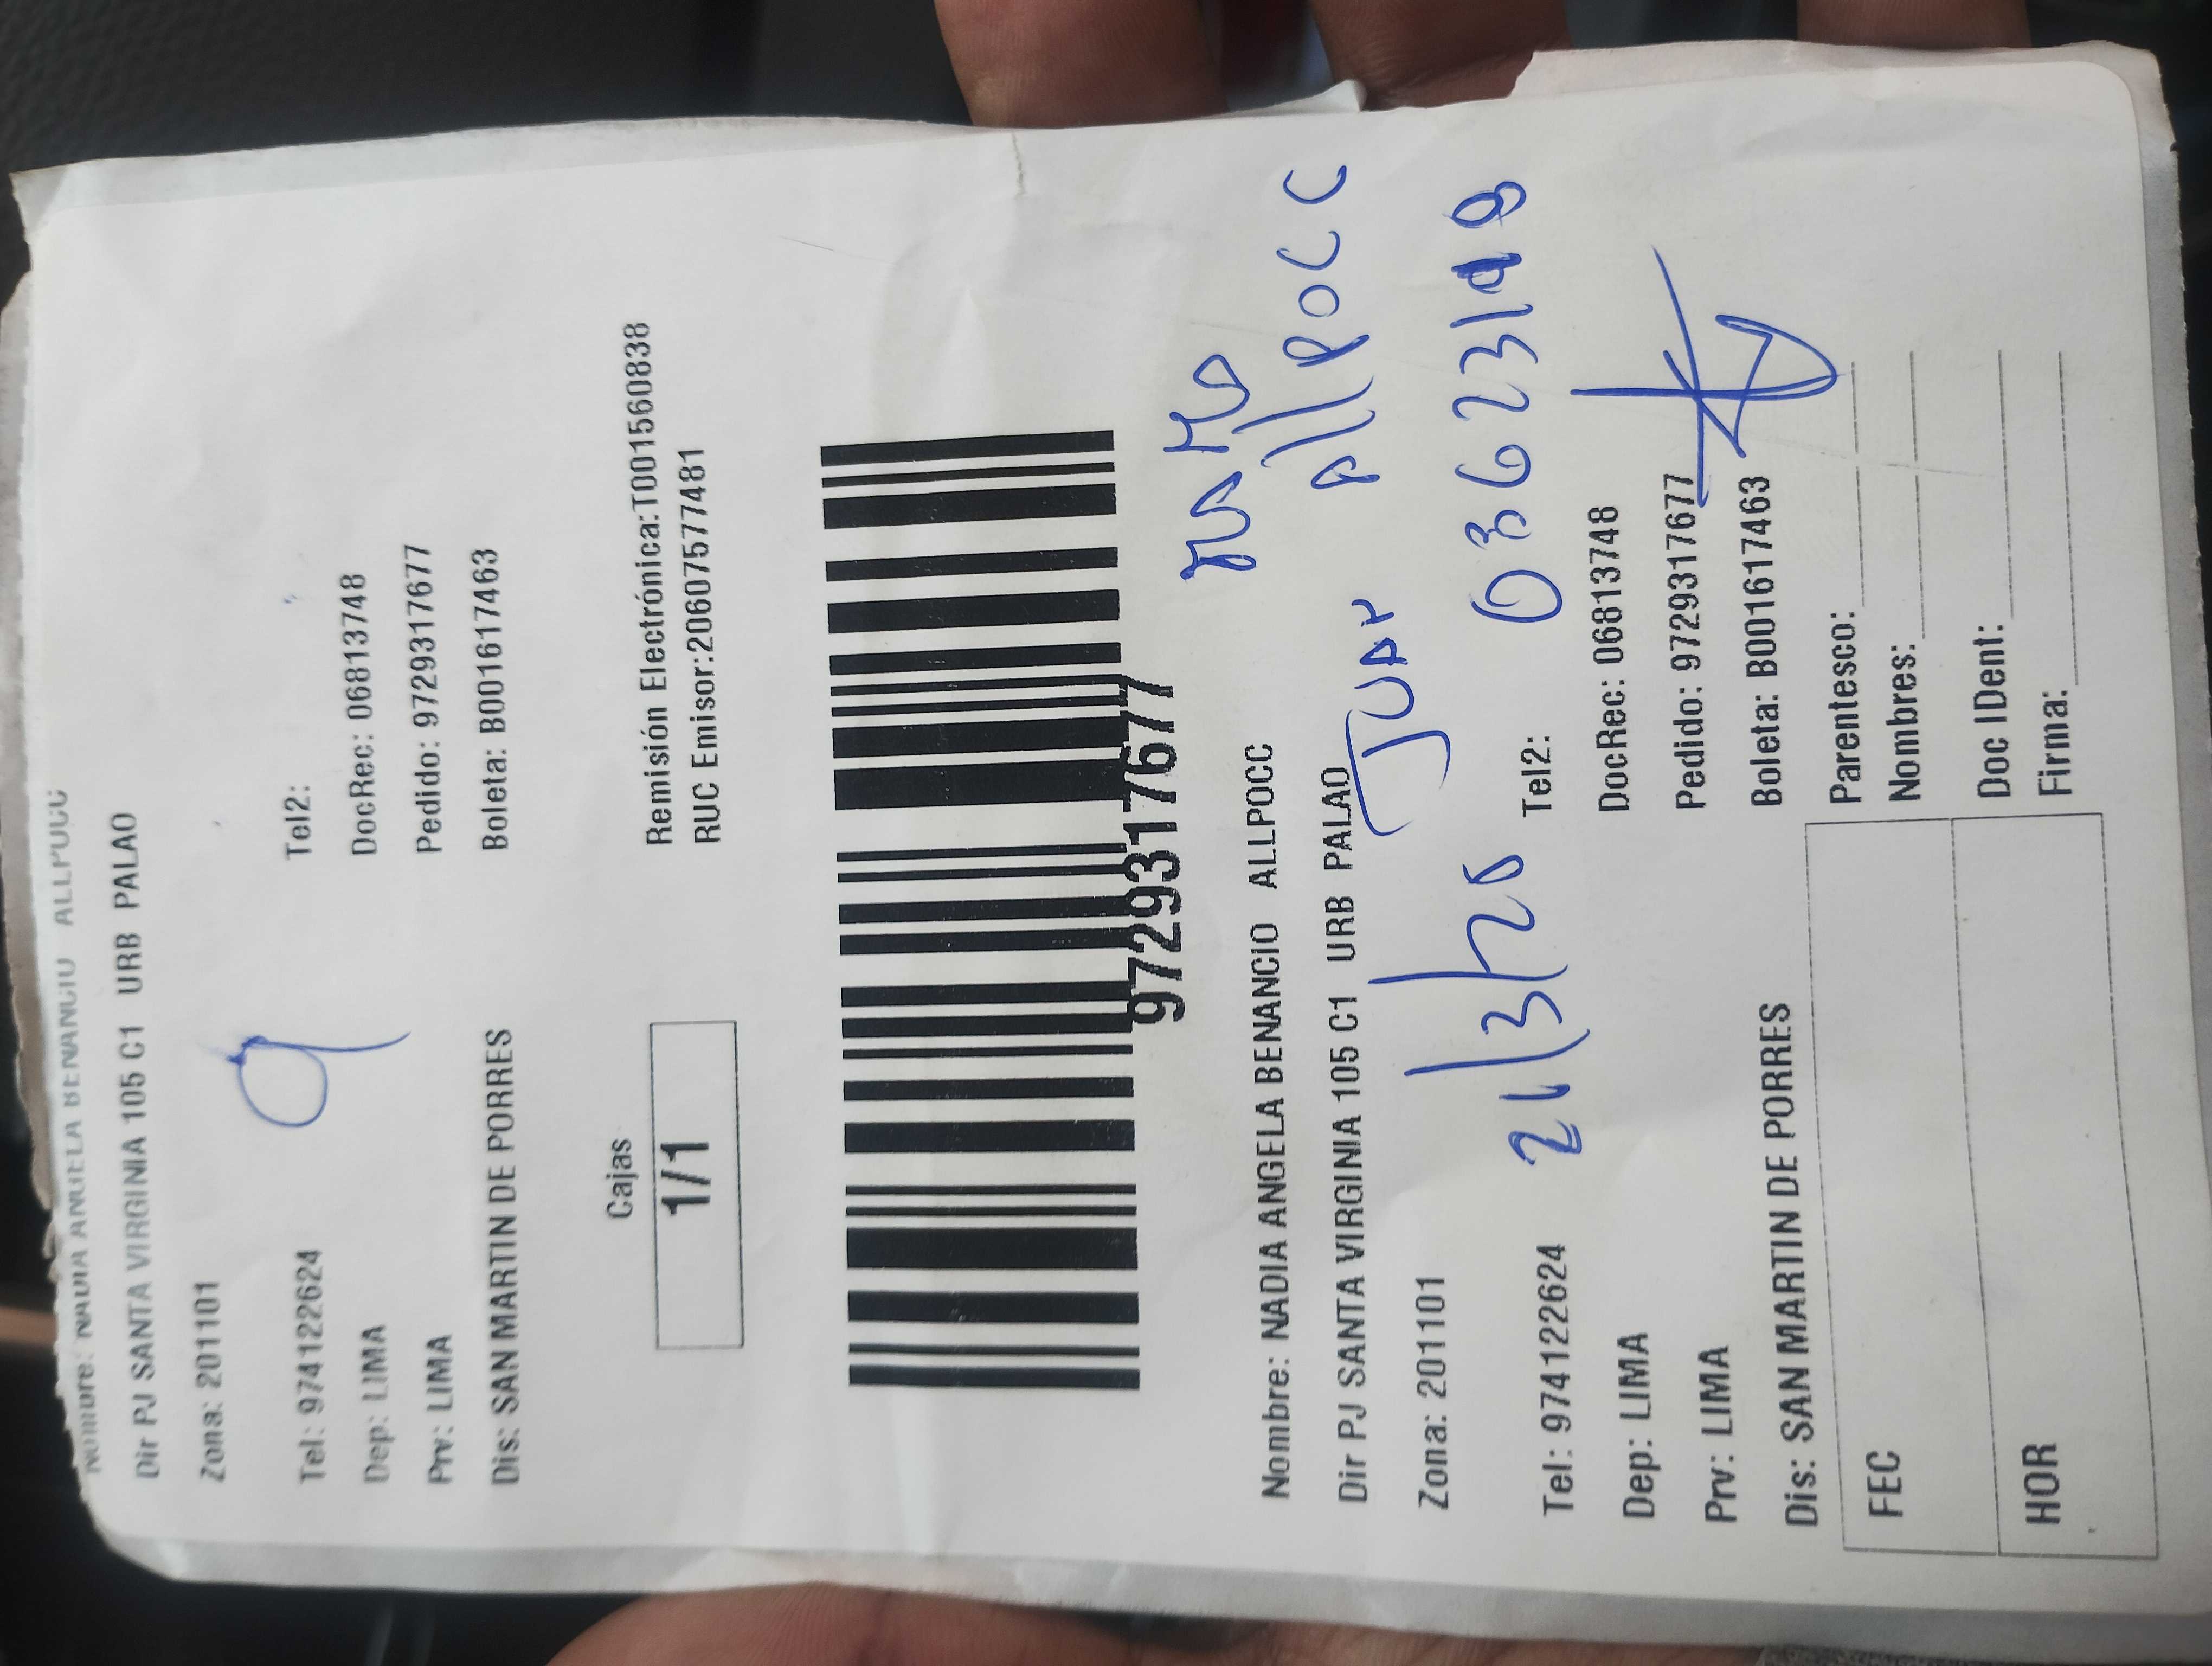 Nombre: NADIA ANGELA BENANCIO ALLPOCC
Dir PJ SANTA VIRGINIA 105 C1 URB PALAO
Zona: 201101
9
Tel: 974122624 Tel2:
Dep: LIMA DocRec: 06813748
Prv: LIMA Pedido: 9729317677
Dis: SAN MARTIN DE PORRES Boleta: B001617463
Cajas
1/1
Remisión Electrónica:T001560838
RUC Emisor:20607577481
9729317677
Nombre: NADIA ANGELA BENANCIO ALLPOCC
Allpocc
Dir PJ SANTA VIRGINIA 105 C1 URB PALAO
Juan
Zona: 201101
21/3/25
03623198
Tel: 974122624 Tel2:
Dep: LIMA DocRec: 06813748
Prv: LIMA Pedido: 9729317677
Dis: SAN MARTIN DE PORRES Boleta: B001617463
FEC
Parentesco:
Nombres:
HOR
Doc IDent:
Firma: